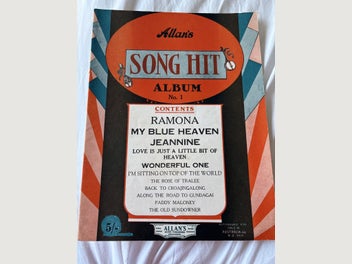 Allan's
SONG HIT
ALBUM
No. 1
CONTENTS
RAMONA
MY BLUE HEAVEN
JEANNINE
LOVE IS JUST A LITTLE BIT OF
HEAVEN
WONDERFUL ONE
I'M SITTING ON TOP OF THE WORLD
THE ROSE OF TRALEE
BACK TO CROAJINGALONG
ALONG THE ROAD TO GUNDAGAI
PADDY MALONEY
THE OLD SUNDOWNER
5/-
ALLAN'S